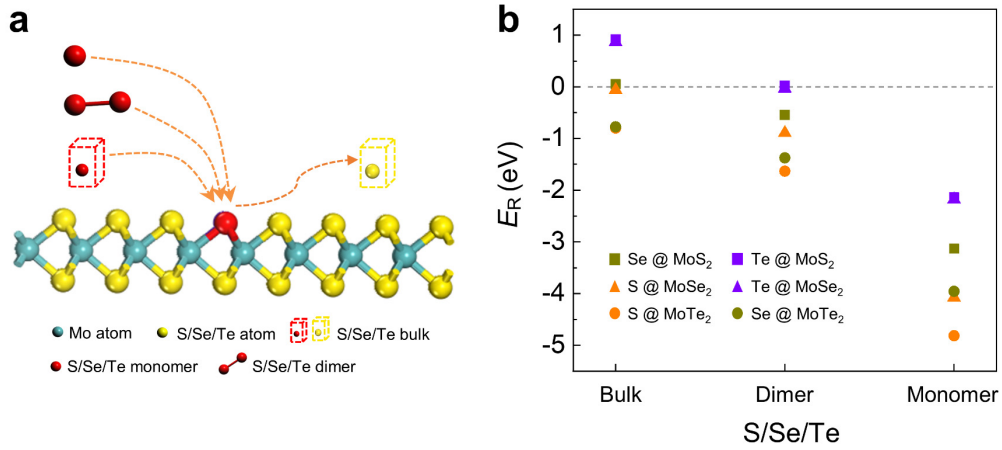 a
Mo atom S/Se/Te atom S/Se/Te bulk
S/Se/Te monomer S/Se/Te dimer
b
E_R (eV)
1
0
-1
-2
-3
-4
-5
Se @ MoS₂ Te @ MoS₂
S @ MoSe₂ Te @ MoSe₂
S @ MoTe₂ Se @ MoTe₂
Bulk Dimer Monomer
S/Se/Te